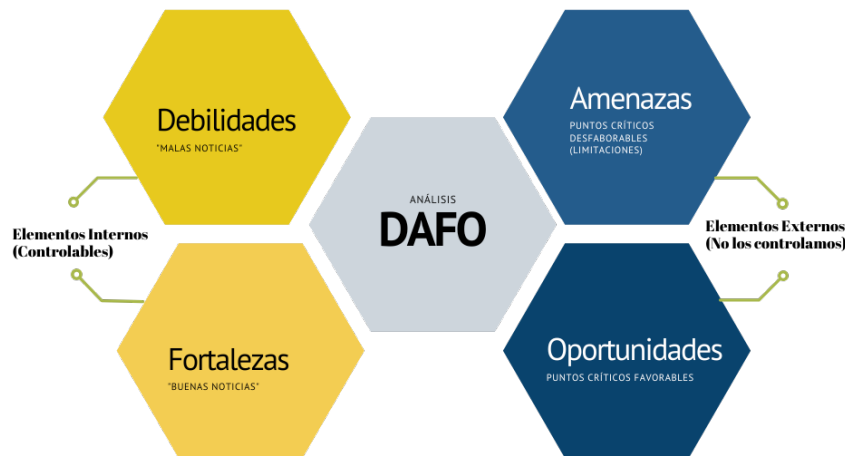 Debilidades
"MALAS NOTICIAS"
Amenazas
PUNTOS CRÍTICOS
DESFABORABLES
(LIMITACIONES)
ANÁLISIS
DAFO
Elementos Internos
(Controlables)
Elementos Externos
(No los controlamos)
Fortalezas
"BUENAS NOTICIAS"
Oportunidades
PUNTOS CRÍTICOS FAVORABLES